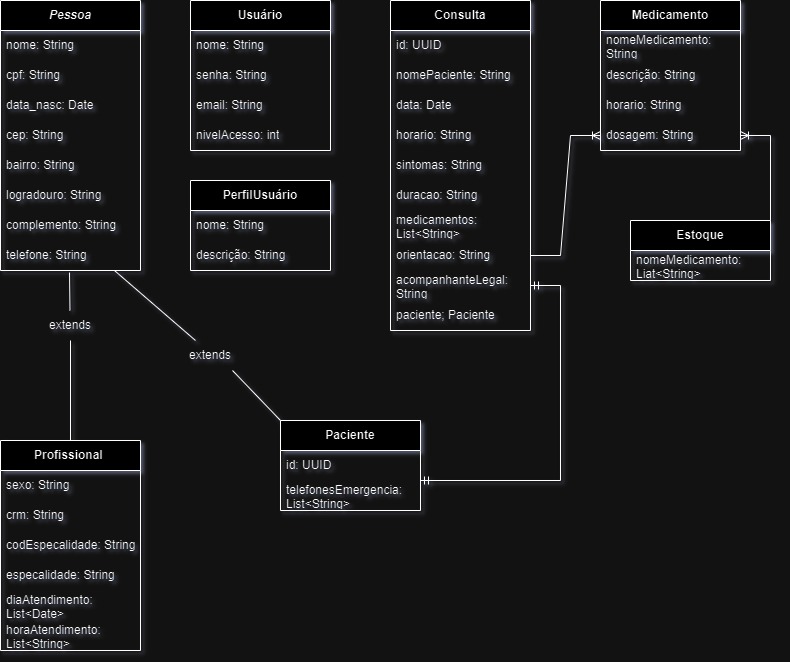 Pessoa
nome: String
cpf: String
data_nasc: Date
cep: String
bairro: String
logradouro: String
complemento: String
telefone: String
Usuário
nome: String
senha: String
email: String
nivelAcesso: int
PerfilUsuário
nome: String
descrição: String
Consulta
id: UUID
nomePaciente: String
data: Date
horario: String
sintomas: String
duracao: String
medicamentos:
List<String>
orientacao: String
acompanhanteLegal:
String
paciente; Paciente
Medicamento
nomeMedicamento:
String
descrição: String
horario: String
dosagem: String
Estoque
nomeMedicamento:
Liat<String>
extends
extends
Profissional
sexo: String
crm: String
codEspecalidade: String
especalidade: String
diaAtendimento:
List<Date>
horaAtendimento:
List<String>
Paciente
id: UUID
telefonesEmergencia:
List<String>